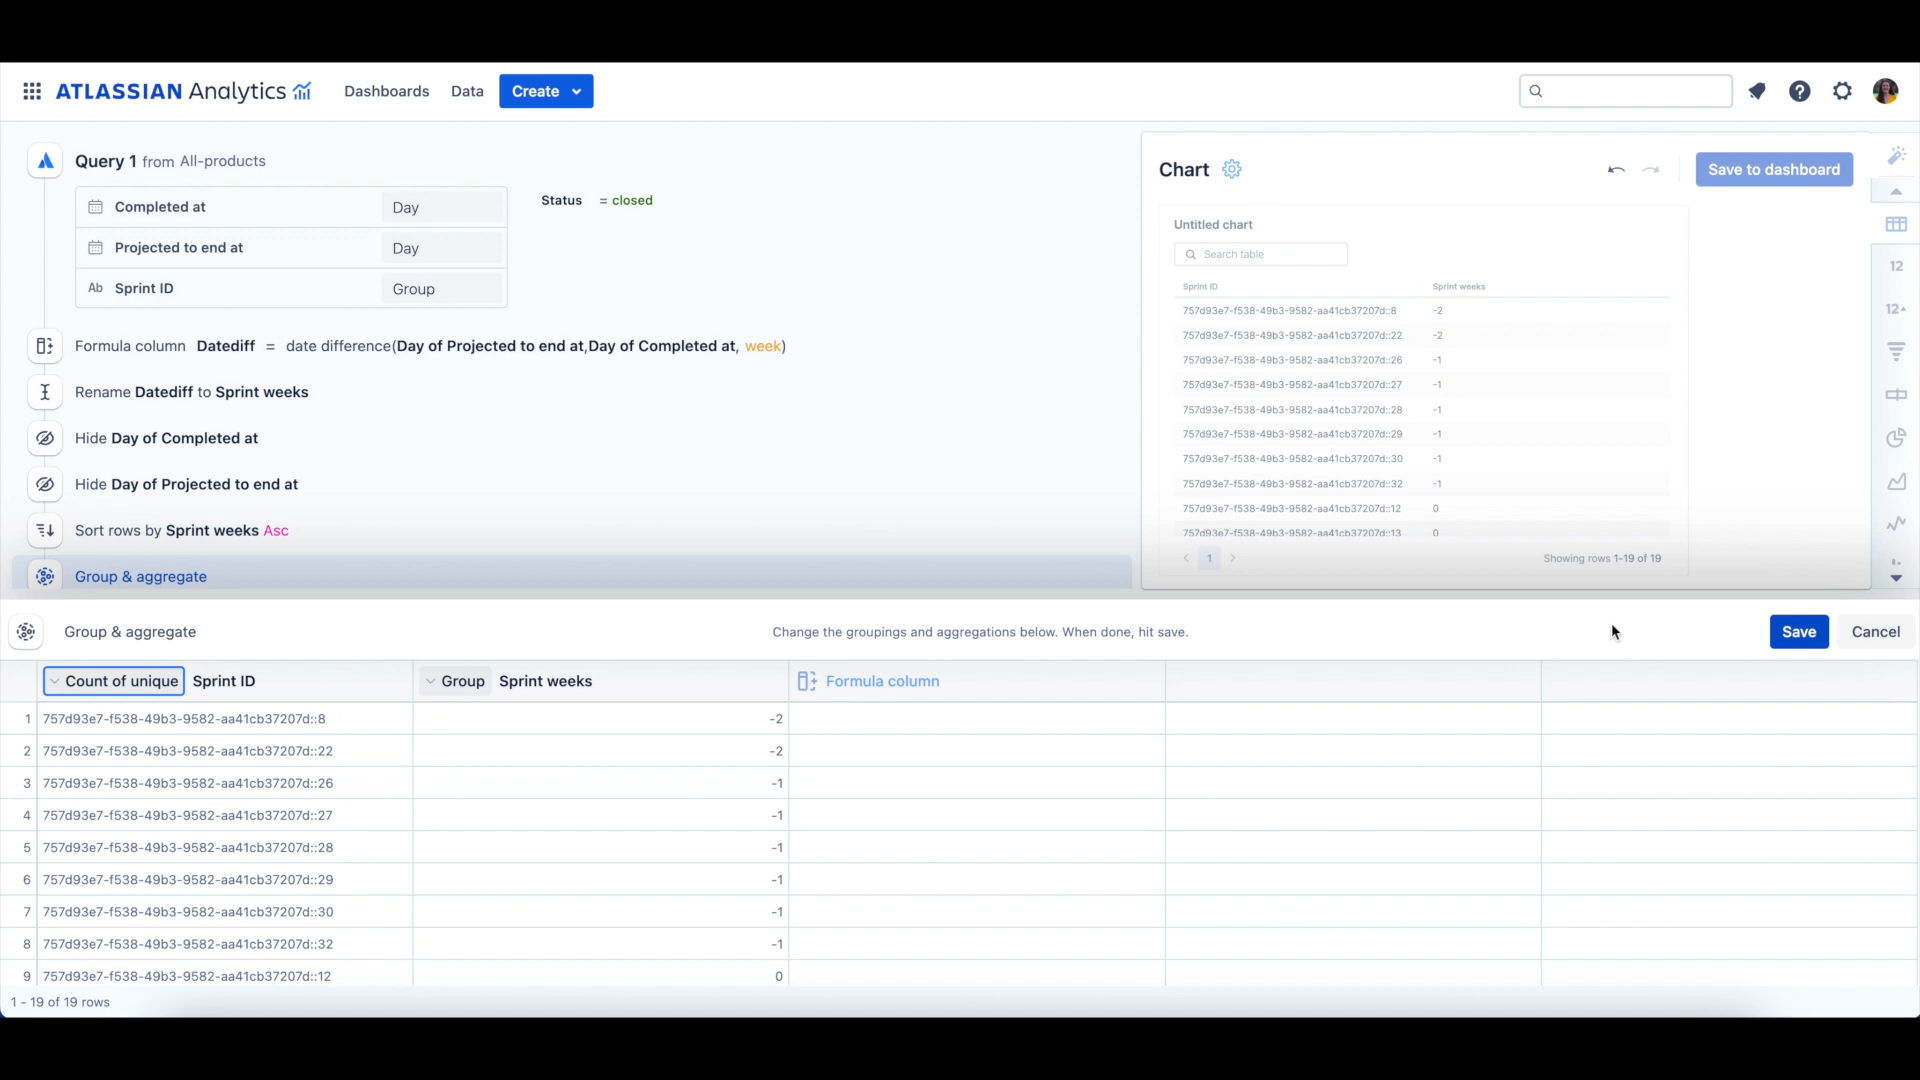 ATLASSIAN Analytics Dashboards Data Create
Query 1 from All-products
Completed at Day Status = closed
Projected to end at Day
Ab Sprint ID Group
Formula column Datediff = date difference(Day of Projected to end at,Day of Completed at, week)
Rename Datediff to Sprint weeks
Hide Day of Completed at
Hide Day of Projected to end at
Sort rows by Sprint weeks Asc
Group & aggregate
Chart Save to dashboard
Untitled chart
Search table
Sprint ID Sprint weeks
757d93e7-f538-49b3-9582-aa41cb37207d::8 -2
757d93e7-f538-49b3-9582-aa41cb37207d::22 -2
757d93e7-f538-49b3-9582-aa41cb37207d::26 -1
757d93e7-f538-49b3-9582-aa41cb37207d::27 -1
757d93e7-f538-49b3-9582-aa41cb37207d::28 -1
757d93e7-f538-49b3-9582-aa41cb37207d::29 -1
757d93e7-f538-49b3-9582-aa41cb37207d::30 -1
757d93e7-f538-49b3-9582-aa41cb37207d::32 -1
757d93e7-f538-49b3-9582-aa41cb37207d::12 0
757d93e7-f538-49b3-9582-aa41cb37207d::13 0
1 Showing rows 1-19 of 19
12
12
Group & aggregate Change the groupings and aggregations below. When done, hit save. Save Cancel
Count of unique Sprint ID Group Sprint weeks Formula column
1 757d93e7-f538-49b3-9582-aa41cb37207d::8 -2
2 757d93e7-f538-49b3-9582-aa41cb37207d::22 -2
3 757d93e7-f538-49b3-9582-aa41cb37207d::26 -1
4 757d93e7-f538-49b3-9582-aa41cb37207d::27 -1
5 757d93e7-f538-49b3-9582-aa41cb37207d::28 -1
6 757d93e7-f538-49b3-9582-aa41cb37207d::29 -1
7 757d93e7-f538-49b3-9582-aa41cb37207d::30 -1
8 757d93e7-f538-49b3-9582-aa41cb37207d::32 -1
9 757d93e7-f538-49b3-9582-aa41cb37207d::12 0
1 - 19 of 19 rows